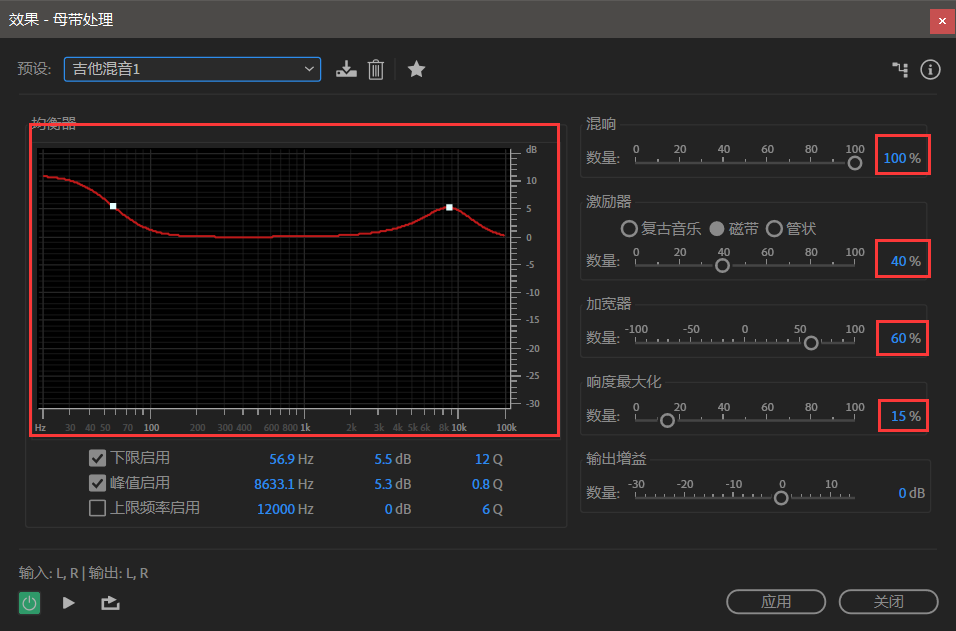 效果 - 母带处理
×
预设: 吉他混音1
均衡器
dB
10
5
0
-5
-10
-15
-20
-25
-30
Hz 30 40 50 70 100 200 300 400 600 800 1k 2k 3k 4k 5k 6k 8k 10k 100k
下限启用 56.9 Hz 5.5 dB 12 Q
峰值启用 8633.1 Hz 5.3 dB 0.8 Q
上限频率启用 12000 Hz 0 dB 6 Q
混响
0 20 40 60 80 100
数量: 100 %
激励器
复古音乐 磁带 管状
0 20 40 60 80 100
数量: 40 %
加宽器
-100 -50 0 50 100
数量: 60 %
响度最大化
0 20 40 60 80 100
数量: 15 %
输出增益
-30 -20 -10 0 10
数量: 0 dB
输入: L, R | 输出: L, R
应用 关闭